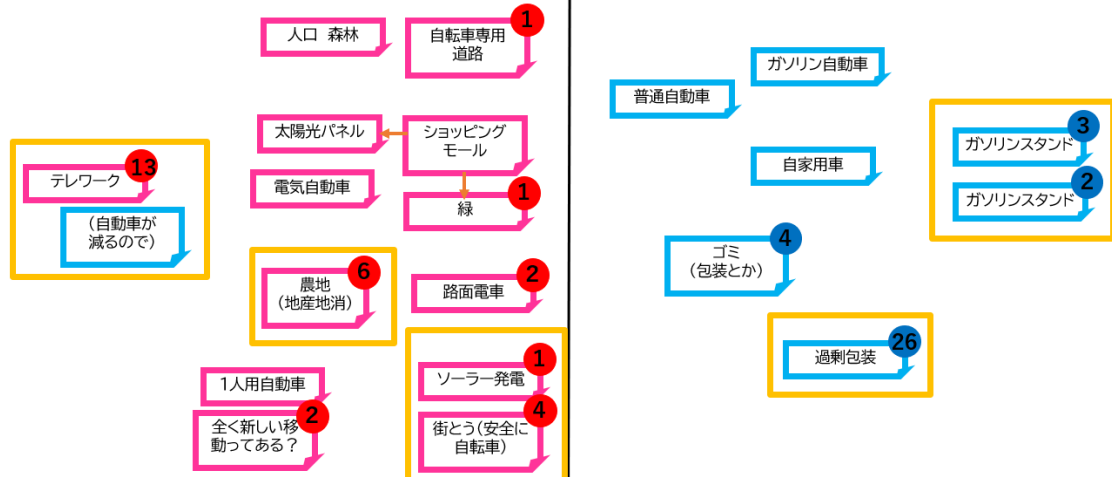 人口 森林
自転車専用
道路
1
太陽光パネル
ショッピング
モール
テレワーク
13
(自動車が
減るので)
電気自動車
緑
1
農地
(地産地消)
6
路面電車
2
ソーラー発電
1
1人用自動車
全く新しい移
動ってある？
2
街とう(安全に
自転車)
4
ガソリン自動車
普通自動車
ガソリンスタンド
3
自家用車
ガソリンスタンド
2
ゴミ
(包装とか)
4
過剰包装
26